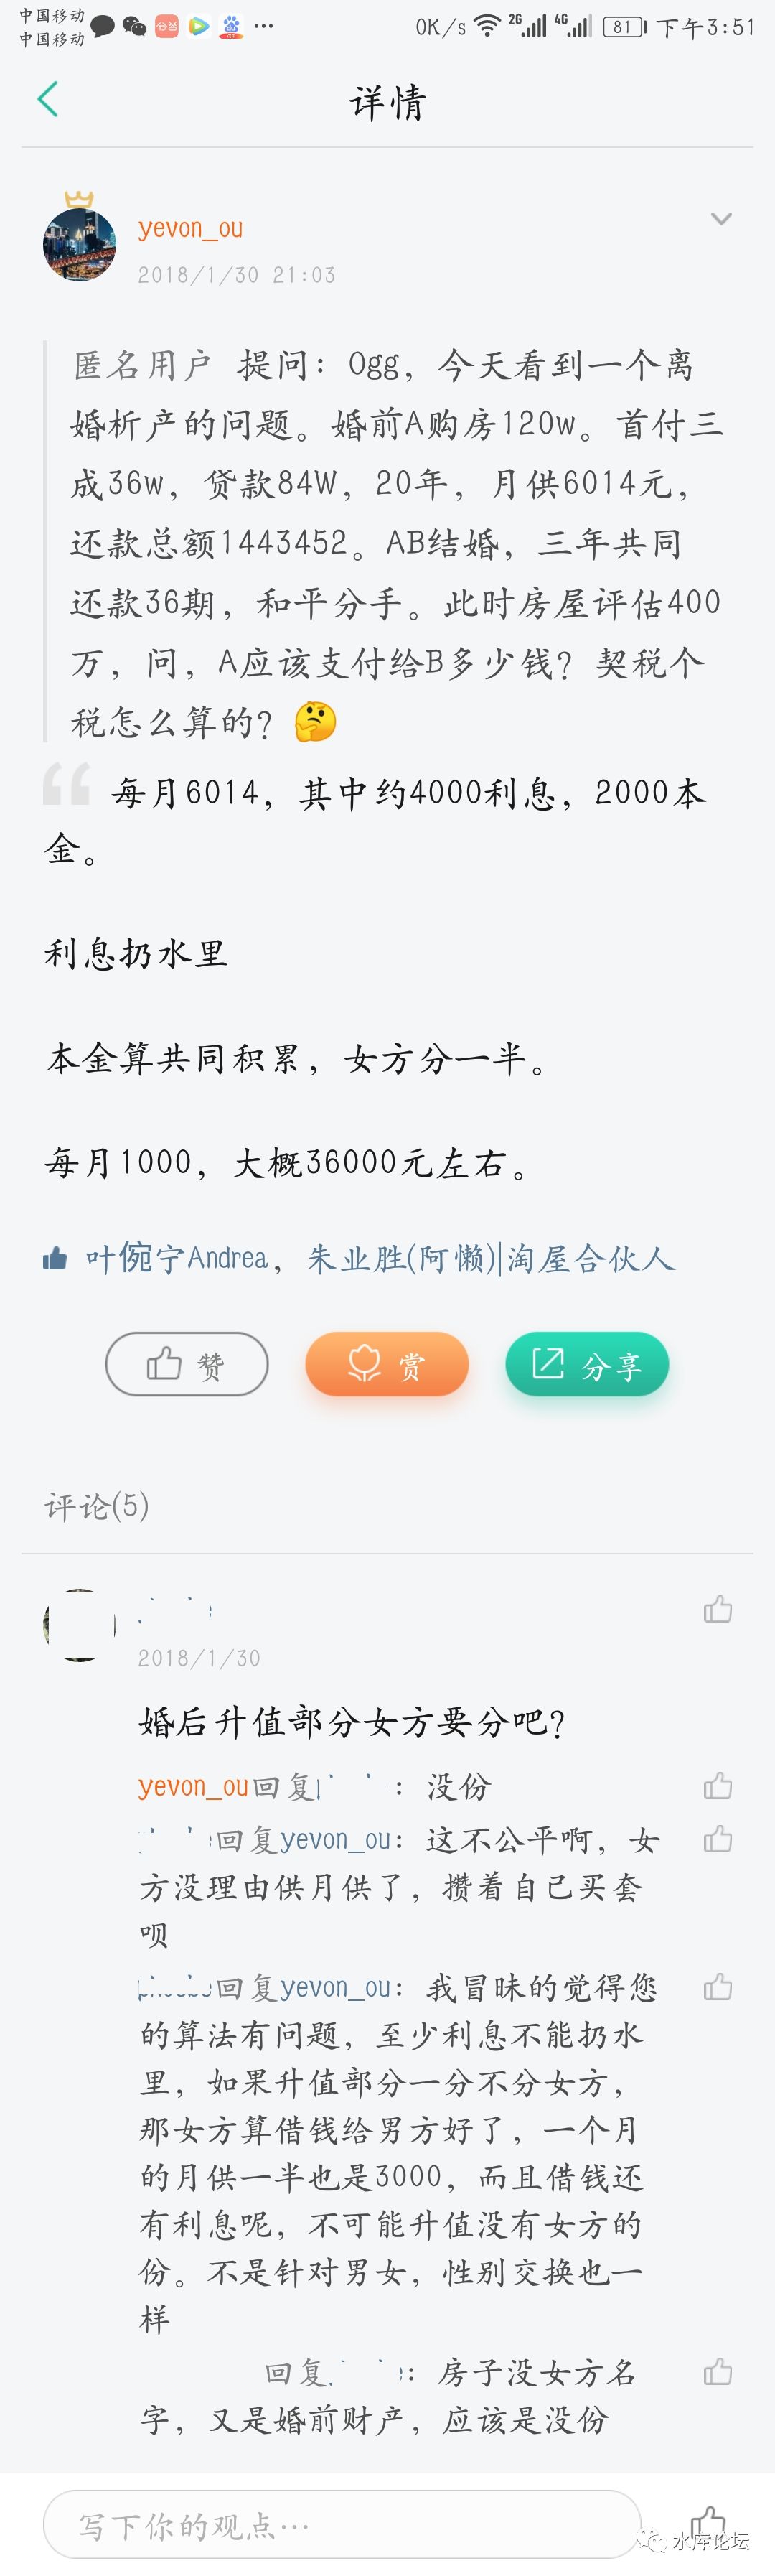 中国移动
中国移动
0K/s 2G 4G 81 下午3:51
详情
yevon_ou
2018/1/30 21:03
匿名用户 提问：Ogg，今天看到一个离
婚析产的问题。婚前A购房120w。首付三
成36w，贷款84W，20年，月供6014元，
还款总额1443452。AB结婚，三年共同
还款36期，和平分手。此时房屋评估400
万，问，A应该支付给B多少钱？契税个
税怎么算的？🤔
每月6014，其中约4000利息，2000本
金。
利息扔水里
本金算共同积累，女方分一半。
每月1000，大概36000元左右。
叶惋宁Andrea，朱业胜(阿懒)|淘屋合伙人
赞 赏 分享
评论(5)
2018/1/30
婚后升值部分女方要分吧？
yevon_ou回复：没份
回复yevon_ou：这不公平啊，女
方没理由供月供了，攒着自己买套
呗
回复yevon_ou：我冒昧的觉得您
的算法有问题，至少利息不能扔水
里，如果升值部分一分不分女方，
那女方算借钱给男方好了，一个月
的月供一半也是3000，而且借钱还
有利息呢，不可能升值没有女方的
份。不是针对男女，性别交换也一
样
回复：房子没女方名
字，又是婚前财产，应该是没份
写下你的观点…
水库论坛